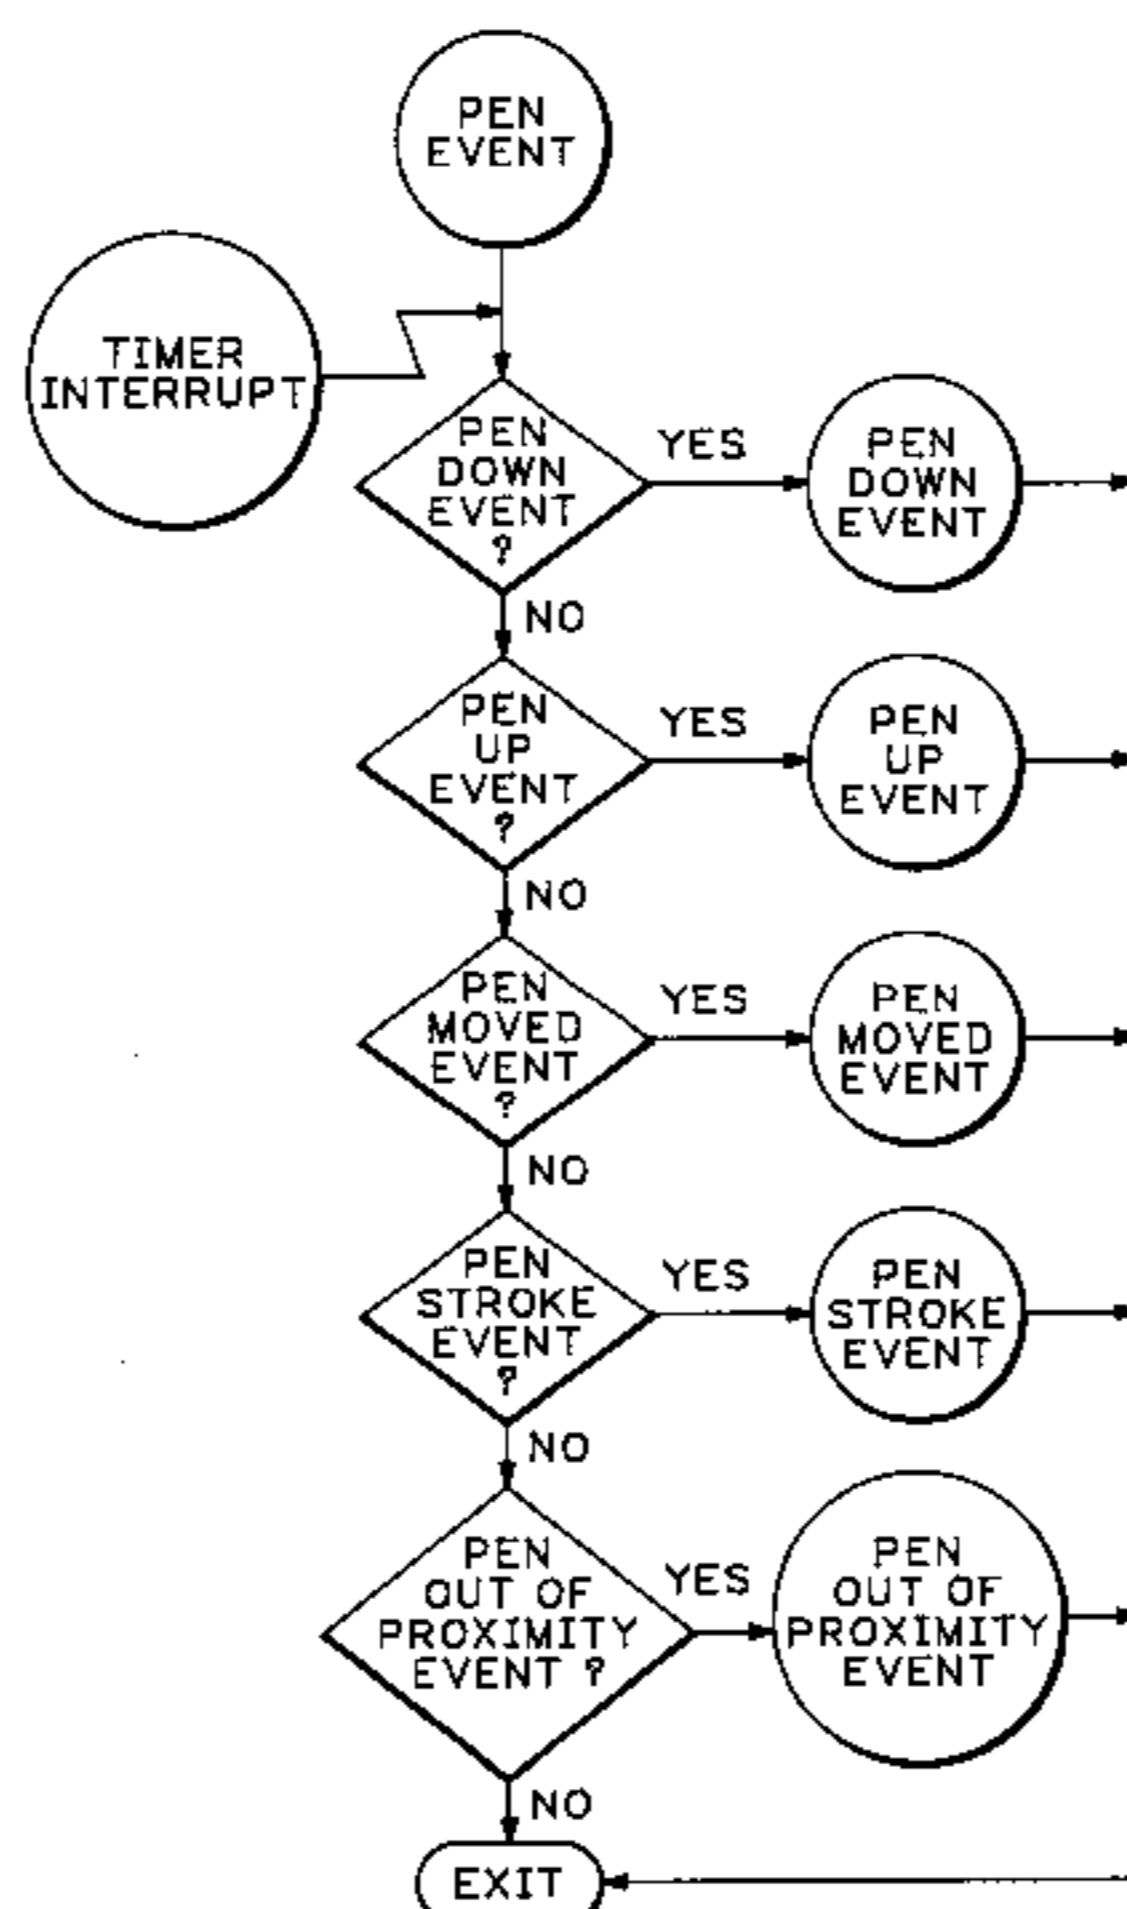 PEN
EVENT
TIMER
INTERRUPT
PEN
DOWN
EVENT
?
YES
PEN
DOWN
EVENT
NO
PEN
UP
EVENT
?
YES
PEN
UP
EVENT
NO
PEN
MOVED
EVENT
?
YES
PEN
MOVED
EVENT
NO
PEN
STROKE
EVENT
?
YES
PEN
STROKE
EVENT
NO
PEN
OUT OF
PROXIMITY
EVENT ?
YES
PEN
OUT OF
PROXIMITY
EVENT
NO
EXIT